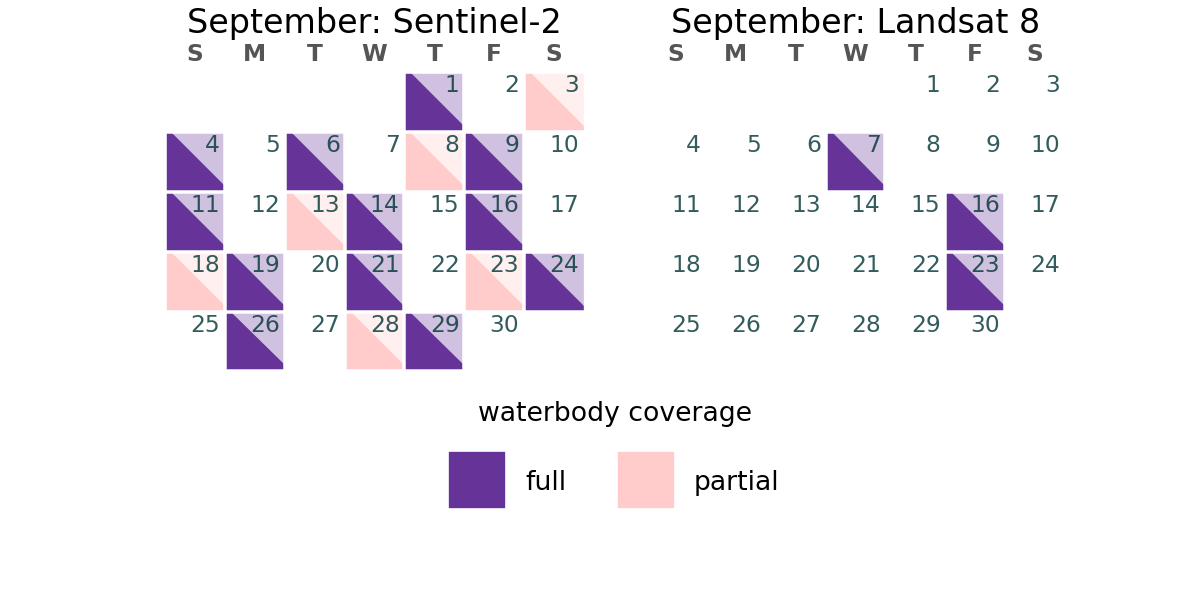 September: Sentinel-2
S M T W T F S
1 2 3
4 5 6 7 8 9 10
11 12 13 14 15 16 17
18 19 20 21 22 23 24
25 26 27 28 29 30
September: Landsat 8
S M T W T F S
1 2 3
4 5 6 7 8 9 10
11 12 13 14 15 16 17
18 19 20 21 22 23 24
25 26 27 28 29 30
waterbody coverage
full partial